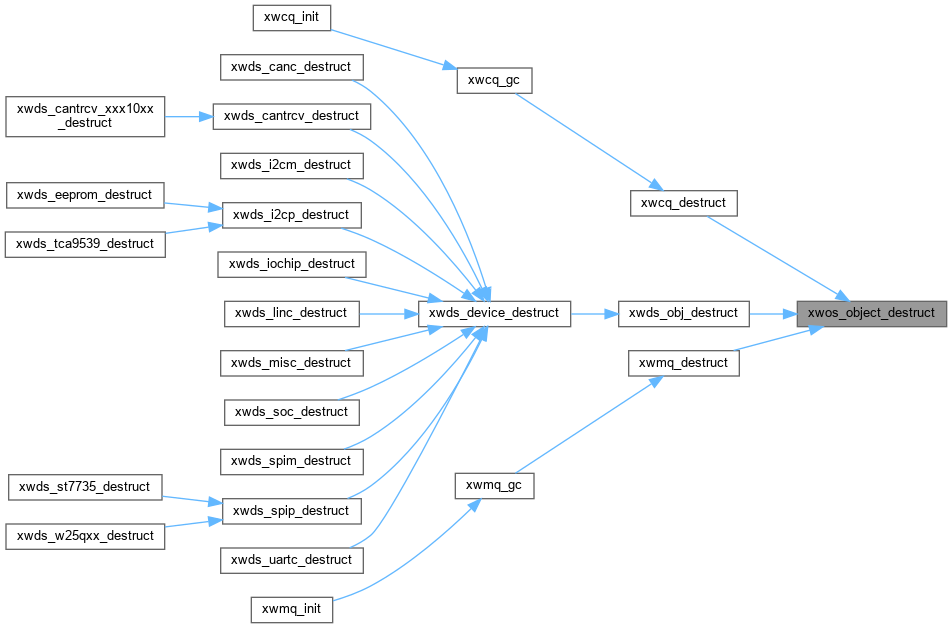 xwcq_init
xwds_canc_destruct
xwcq_gc
xwds_cantrcv_xxx10xx
_destruct
xwds_cantrcv_destruct
xwds_i2cm_destruct
xwds_eeprom_destruct
xwcq_destruct
xwds_i2cp_destruct
xwds_tca9539_destruct
xwds_iochip_destruct
xwds_linc_destruct
xwds_device_destruct
xwds_obj_destruct
xwos_object_destruct
xwds_misc_destruct
xwmq_destruct
xwds_soc_destruct
xwds_spim_destruct
xwds_st7735_destruct
xwmq_gc
xwds_spip_destruct
xwds_w25qxx_destruct
xwds_uartc_destruct
xwmq_init